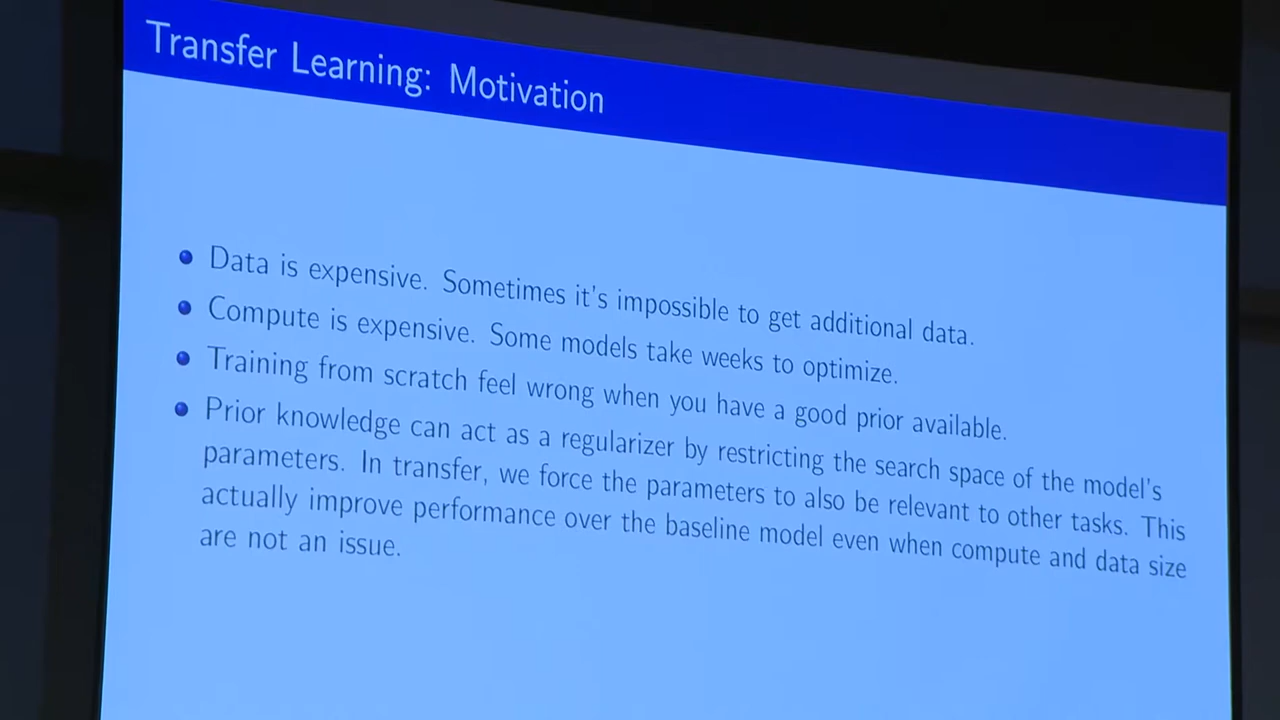 Transfer Learning: Motivation
Data is expensive. Sometimes it's impossible to get additional data.
Compute is expensive. Some models take weeks to optimize.
Training from scratch feel wrong when you have a good prior available.
Prior knowledge can act as a regularizer by restricting the search space of the model's
parameters. In transfer, we force the parameters to also be relevant to other tasks. This
actually improve performance over the baseline model even when compute and data size
are not an issue.